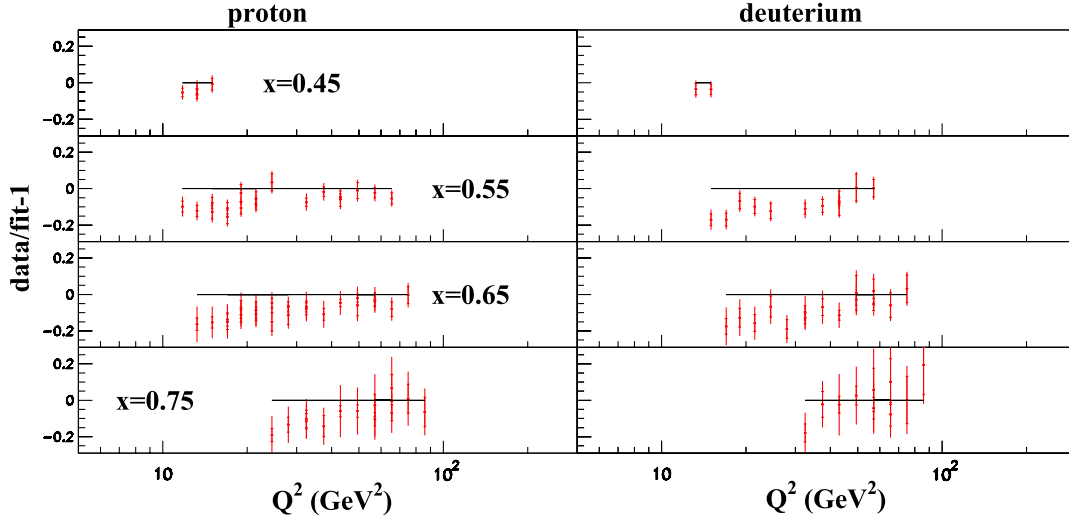 proton deuterium
0.2
0
-0.2
x=0.45
0.2
0
-0.2
x=0.55
0.2
0
-0.2
x=0.65
0.2
0
-0.2
x=0.75
data/fit-1
10 10² 10 10²
Q² (GeV²) Q² (GeV²)